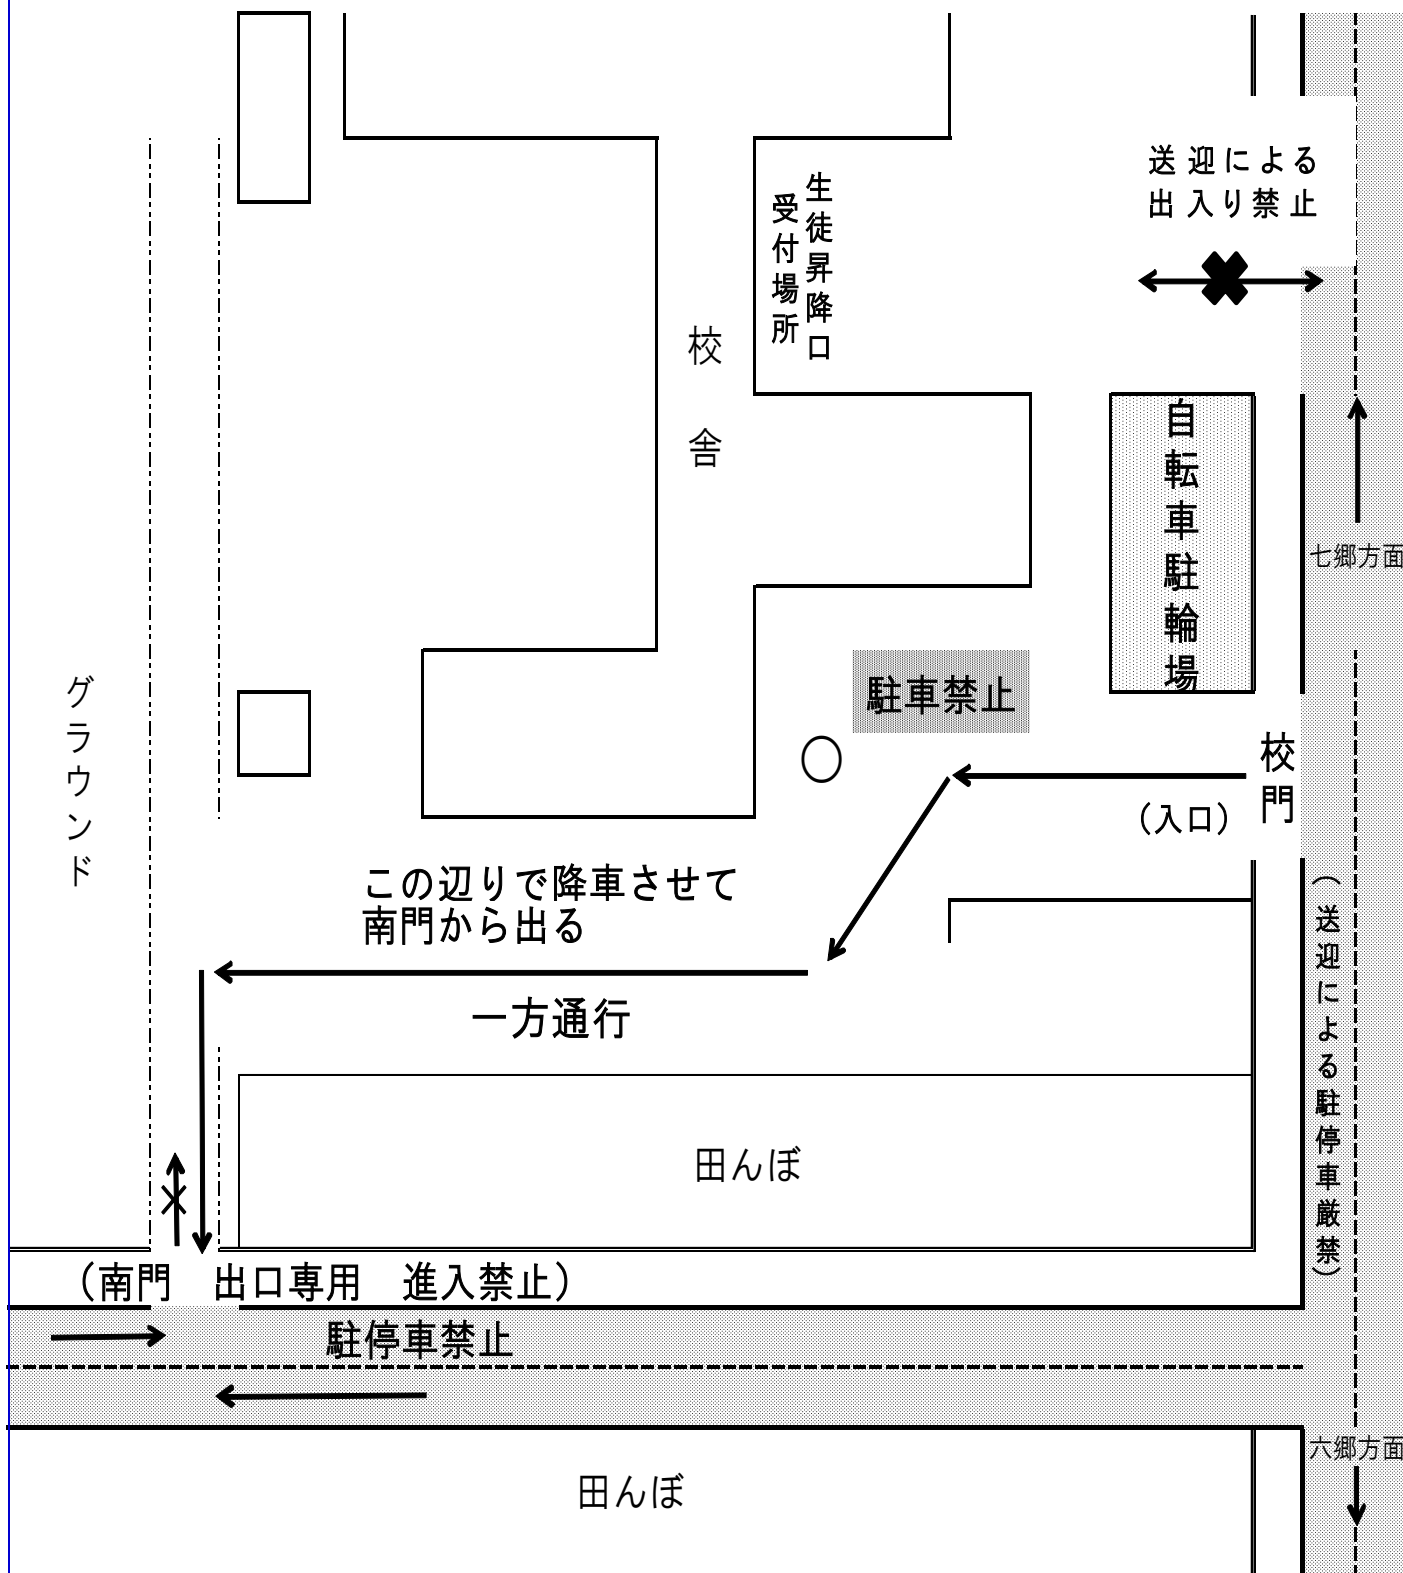 送迎による
出入り禁止
生徒昇降口
受付場所
校舎
自転車駐輪場
七郷方面
グラウンド
駐車禁止
校門
（入口）
この辺りで降車させて
南門から出る
一方通行
（送迎による駐停車厳禁）
田んぼ
（南門　出口専用　進入禁止）
駐停車禁止
六郷方面
田んぼ